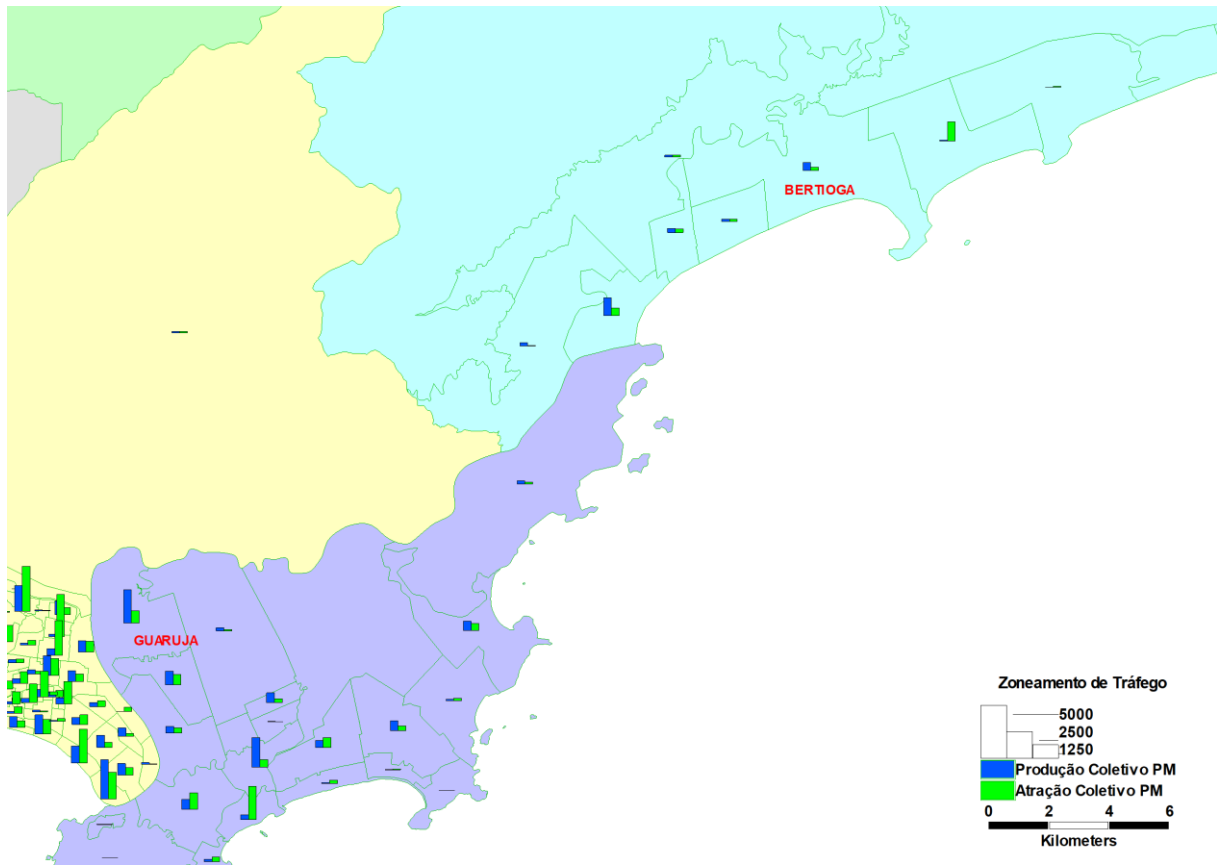 BERTIOGA
GUARUJA
Zoneamento de Tráfego
5000
2500
1250
Produção Coletivo PM
Atração Coletivo PM
0 2 4 6
Kilometers